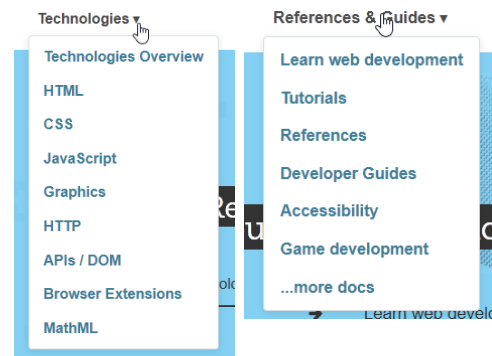 Technologies ▾
Technologies Overview
HTML
CSS
JavaScript
Graphics
HTTP
APIs / DOM
Browser Extensions
MathML
References & Guides ▾
Learn web development
Tutorials
References
Developer Guides
Accessibility
Game development
...more docs
Learn web develo